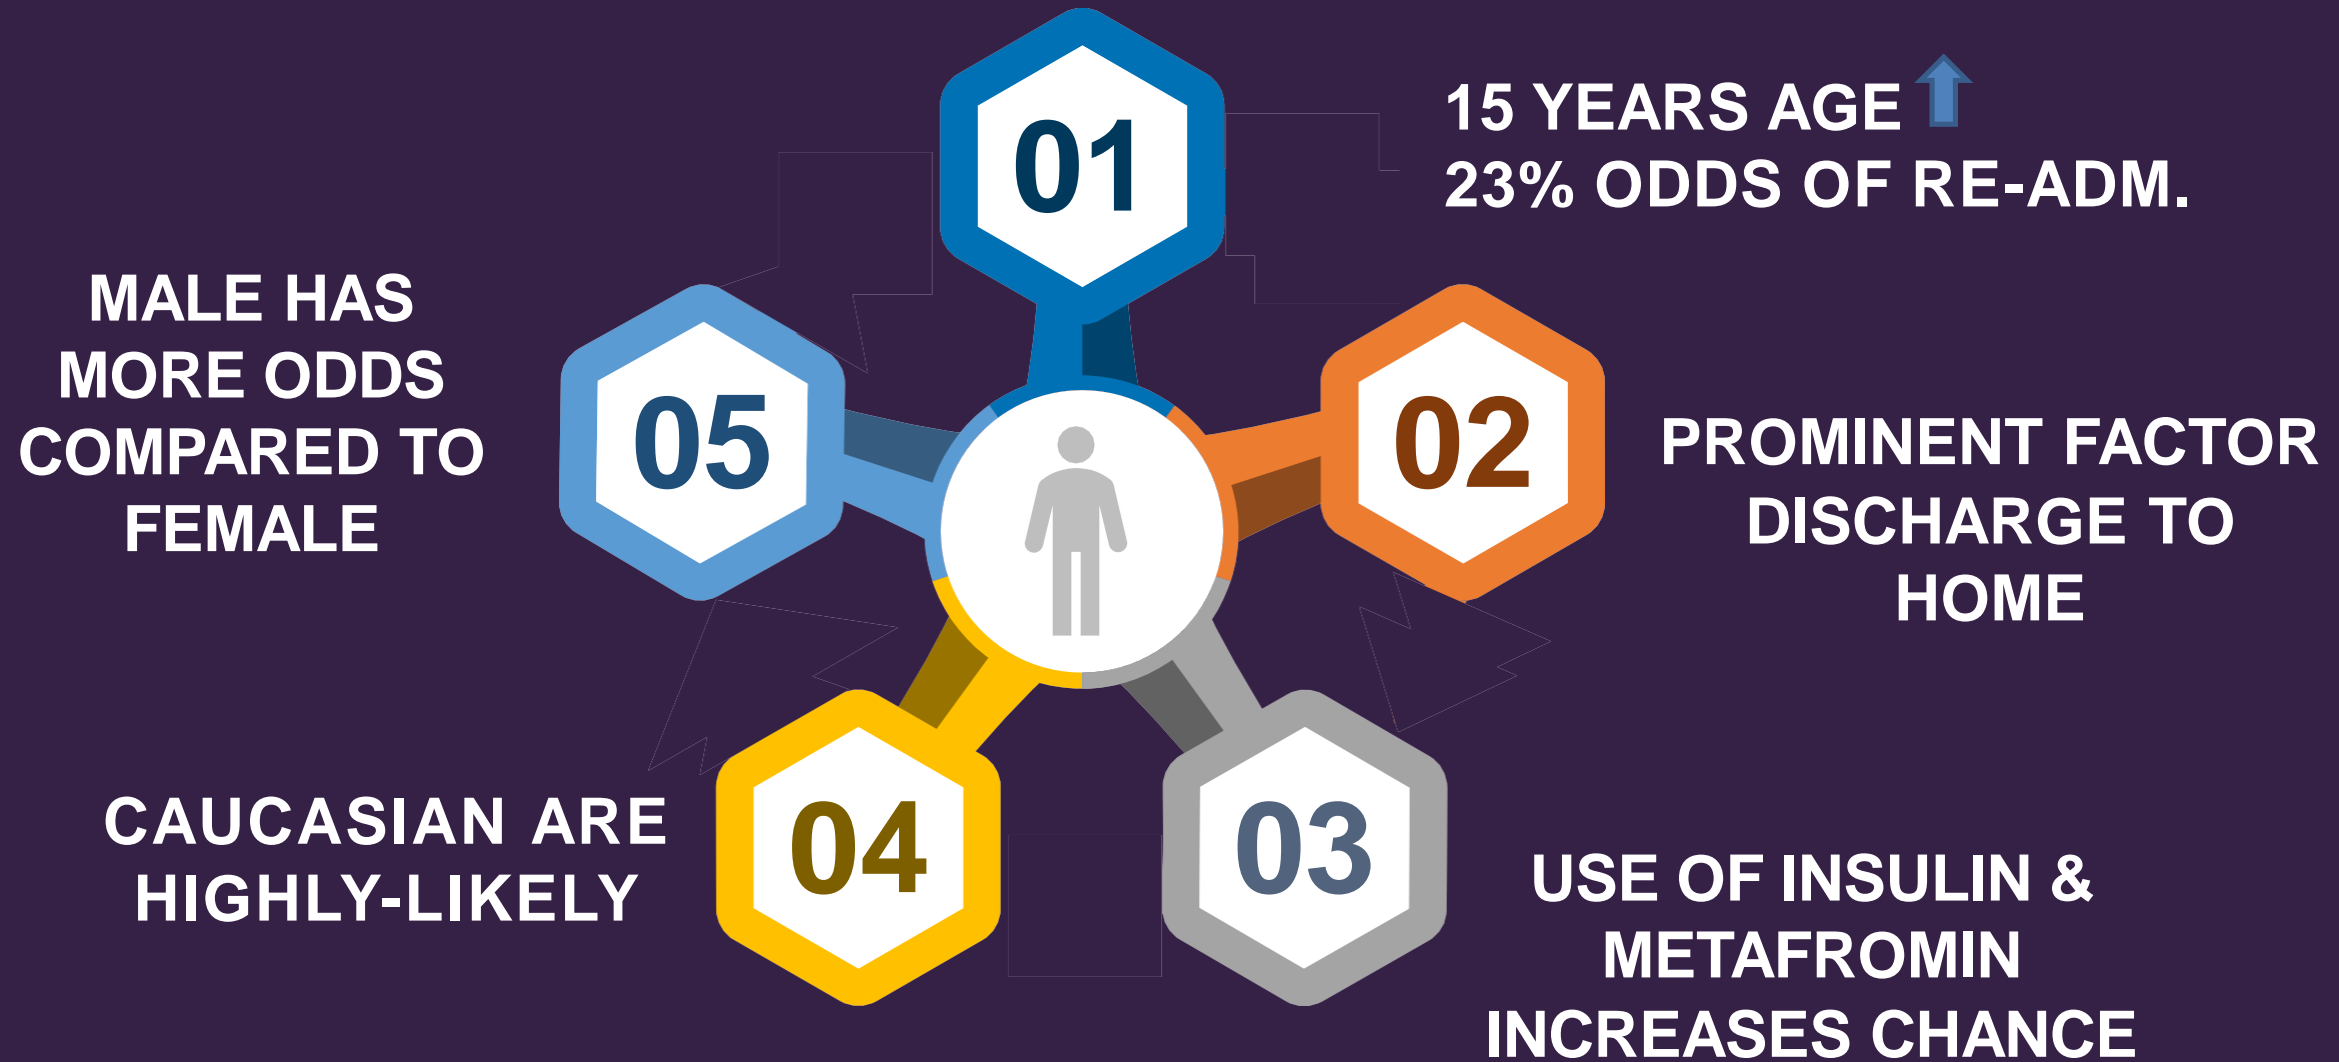 01
15 YEARS AGE
23% ODDS OF RE-ADM.
02
PROMINENT FACTOR
DISCHARGE TO
HOME
03
USE OF INSULIN &
METAFROMIN
INCREASES CHANCE
04
CAUCASIAN ARE
HIGHLY-LIKELY
05
MALE HAS
MORE ODDS
COMPARED TO
FEMALE